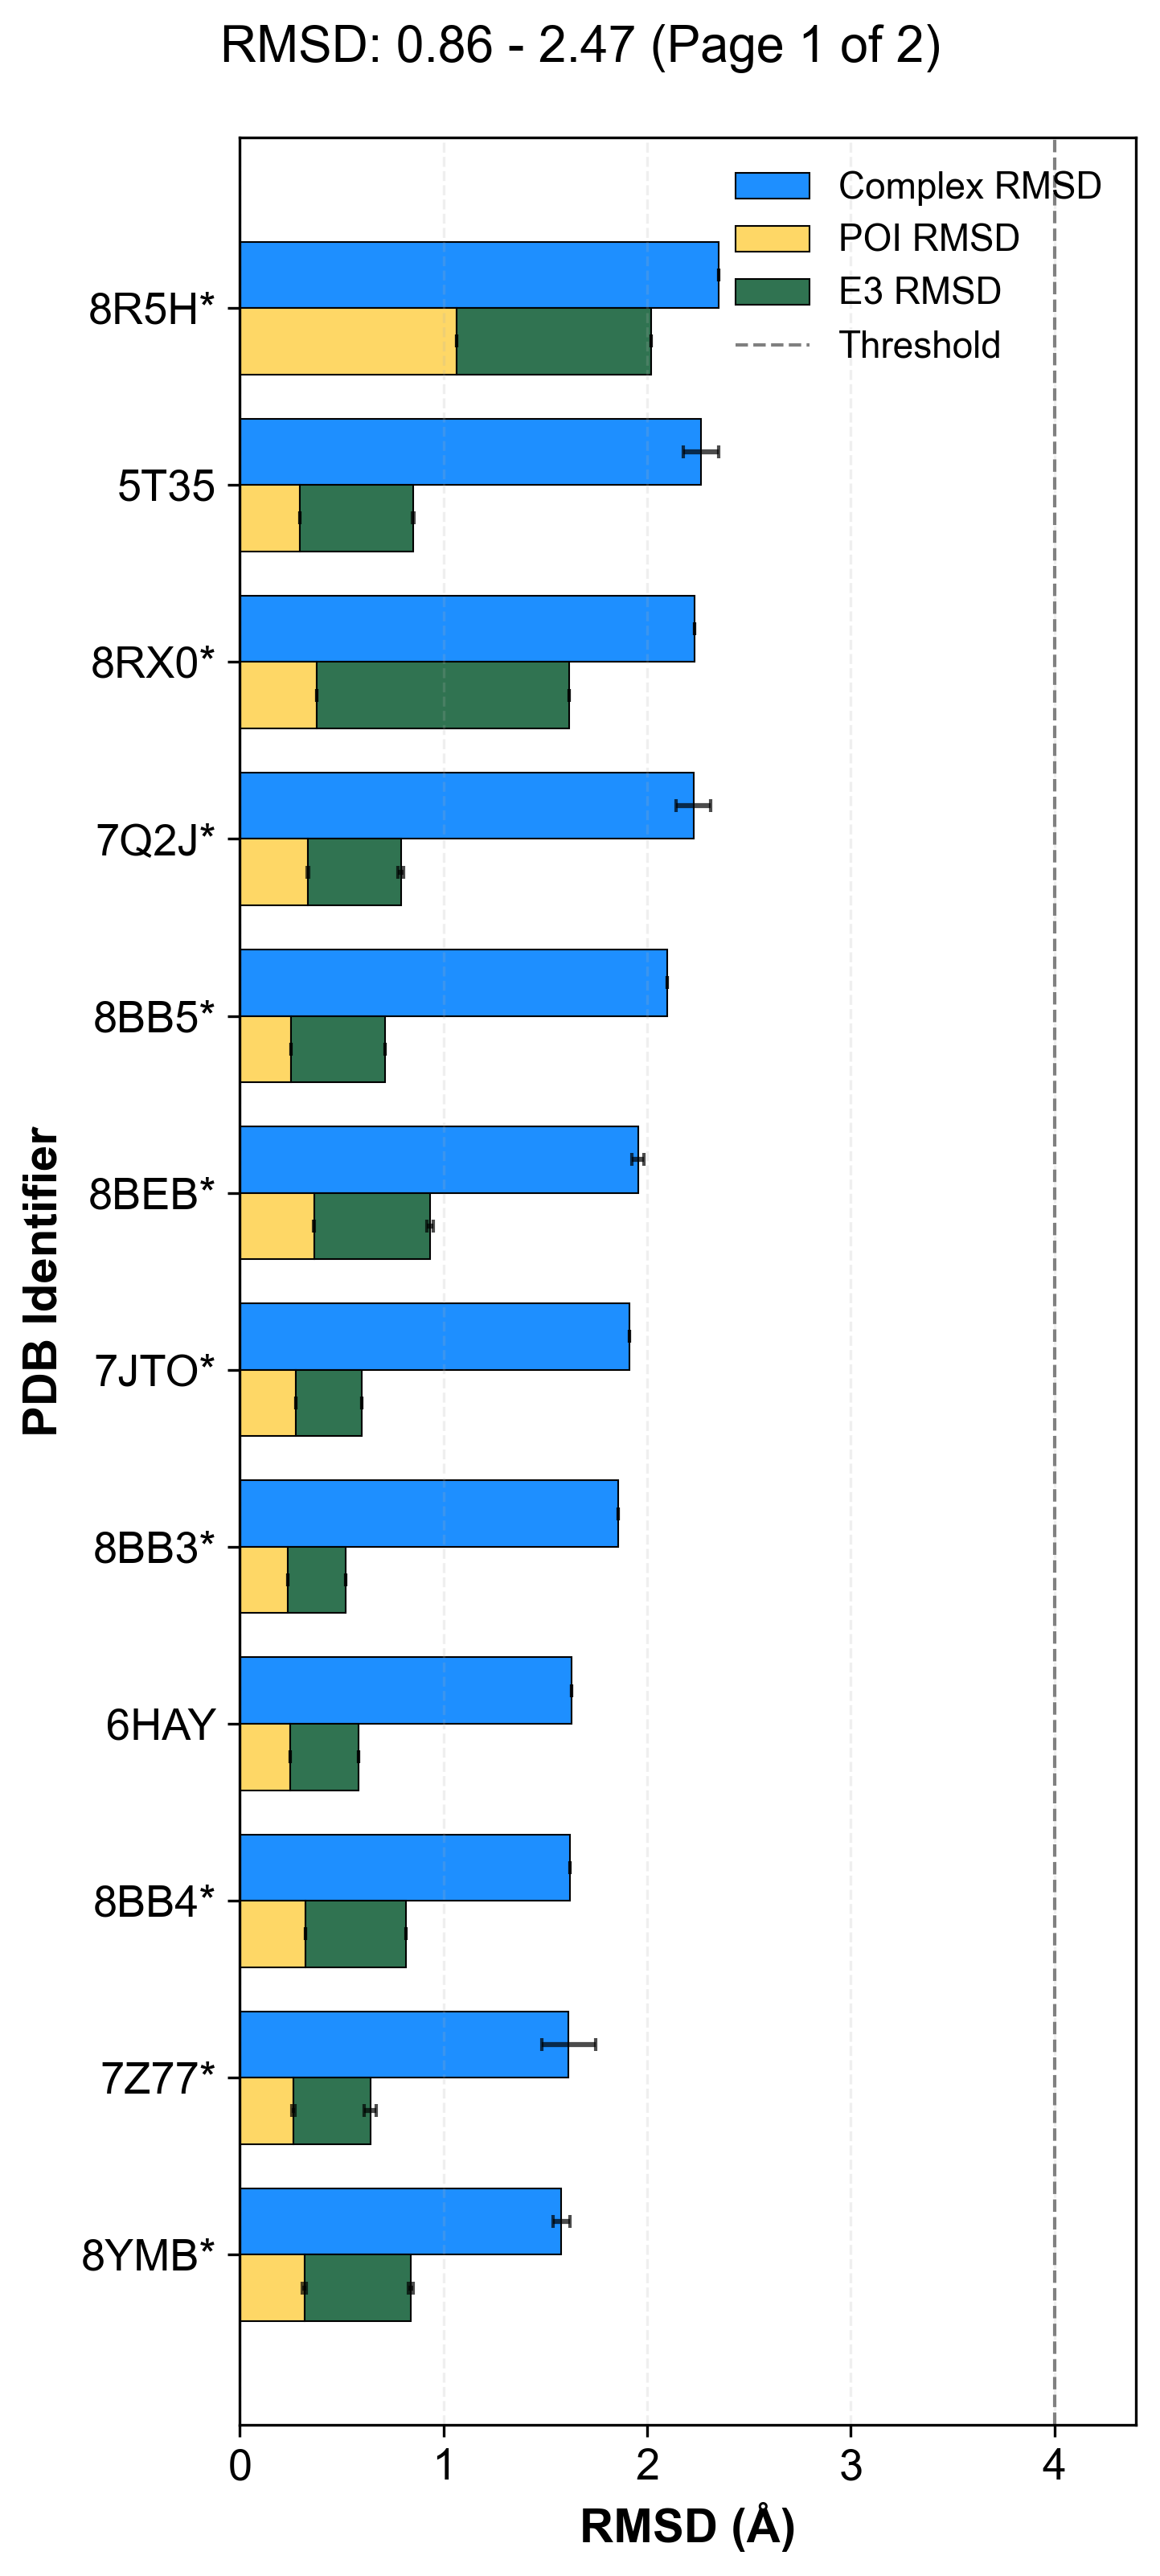 RMSD: 0.86 - 2.47 (Page 1 of 2)
Complex RMSD
POI RMSD
E3 RMSD
Threshold
8R5H*
5T35
8RX0*
7Q2J*
8BB5*
8BEB*
7JTO*
8BB3*
6HAY
8BB4*
7Z77*
8YMB*
PDB Identifier
0 1 2 3 4
RMSD (Å)